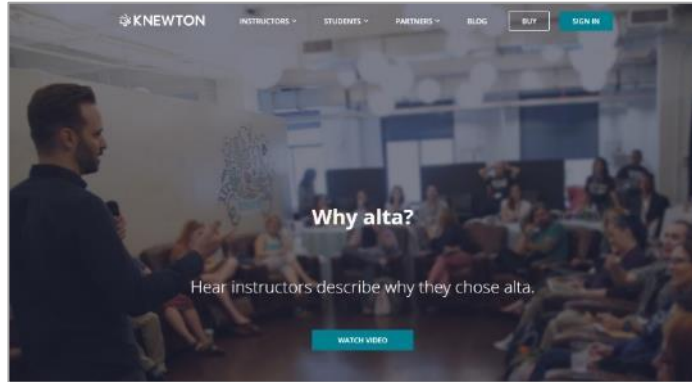 KNEWTON INSTRUCTORS STUDENTS PARTNERS BLOG BUY SIGN IN
Why alta?
Hear instructors describe why they chose alta.
WATCH VIDEO